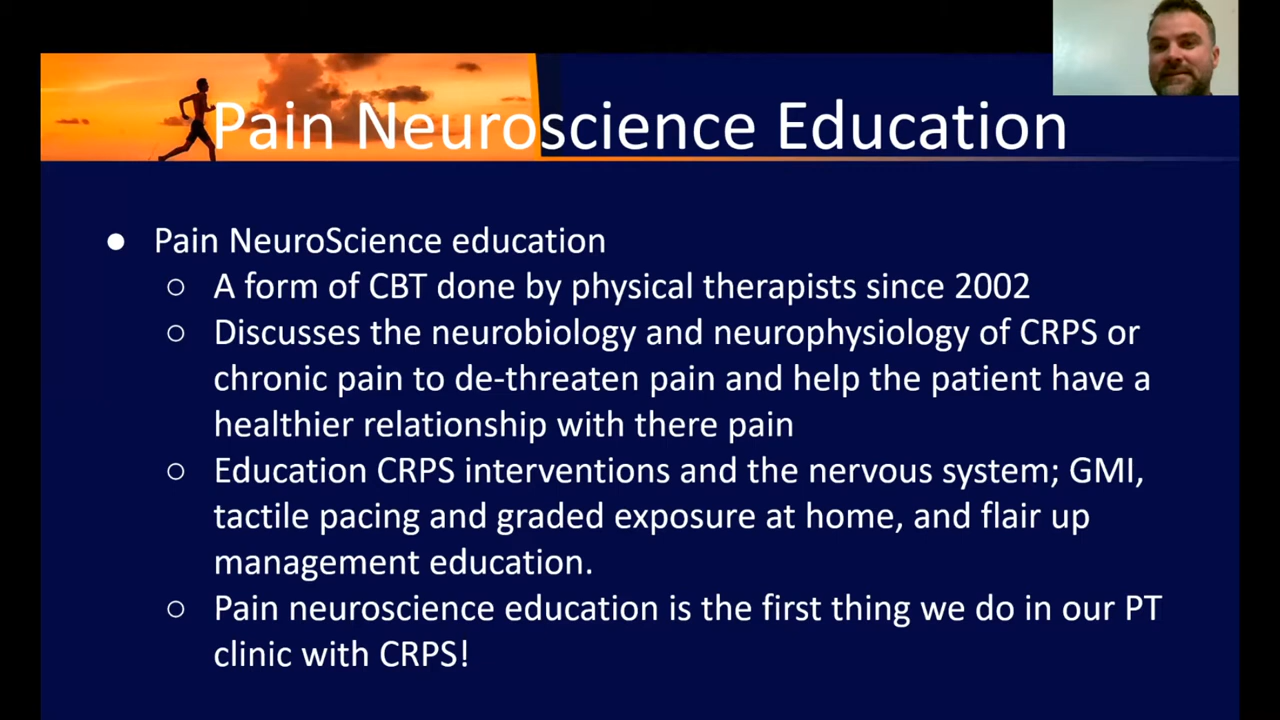 Pain Neuroscience Education
● Pain NeuroScience education
○ A form of CBT done by physical therapists since 2002
○ Discusses the neurobiology and neurophysiology of CRPS or
chronic pain to de-threaten pain and help the patient have a
healthier relationship with there pain
○ Education CRPS interventions and the nervous system; GMI,
tactile pacing and graded exposure at home, and flair up
management education.
○ Pain neuroscience education is the first thing we do in our PT
clinic with CRPS!